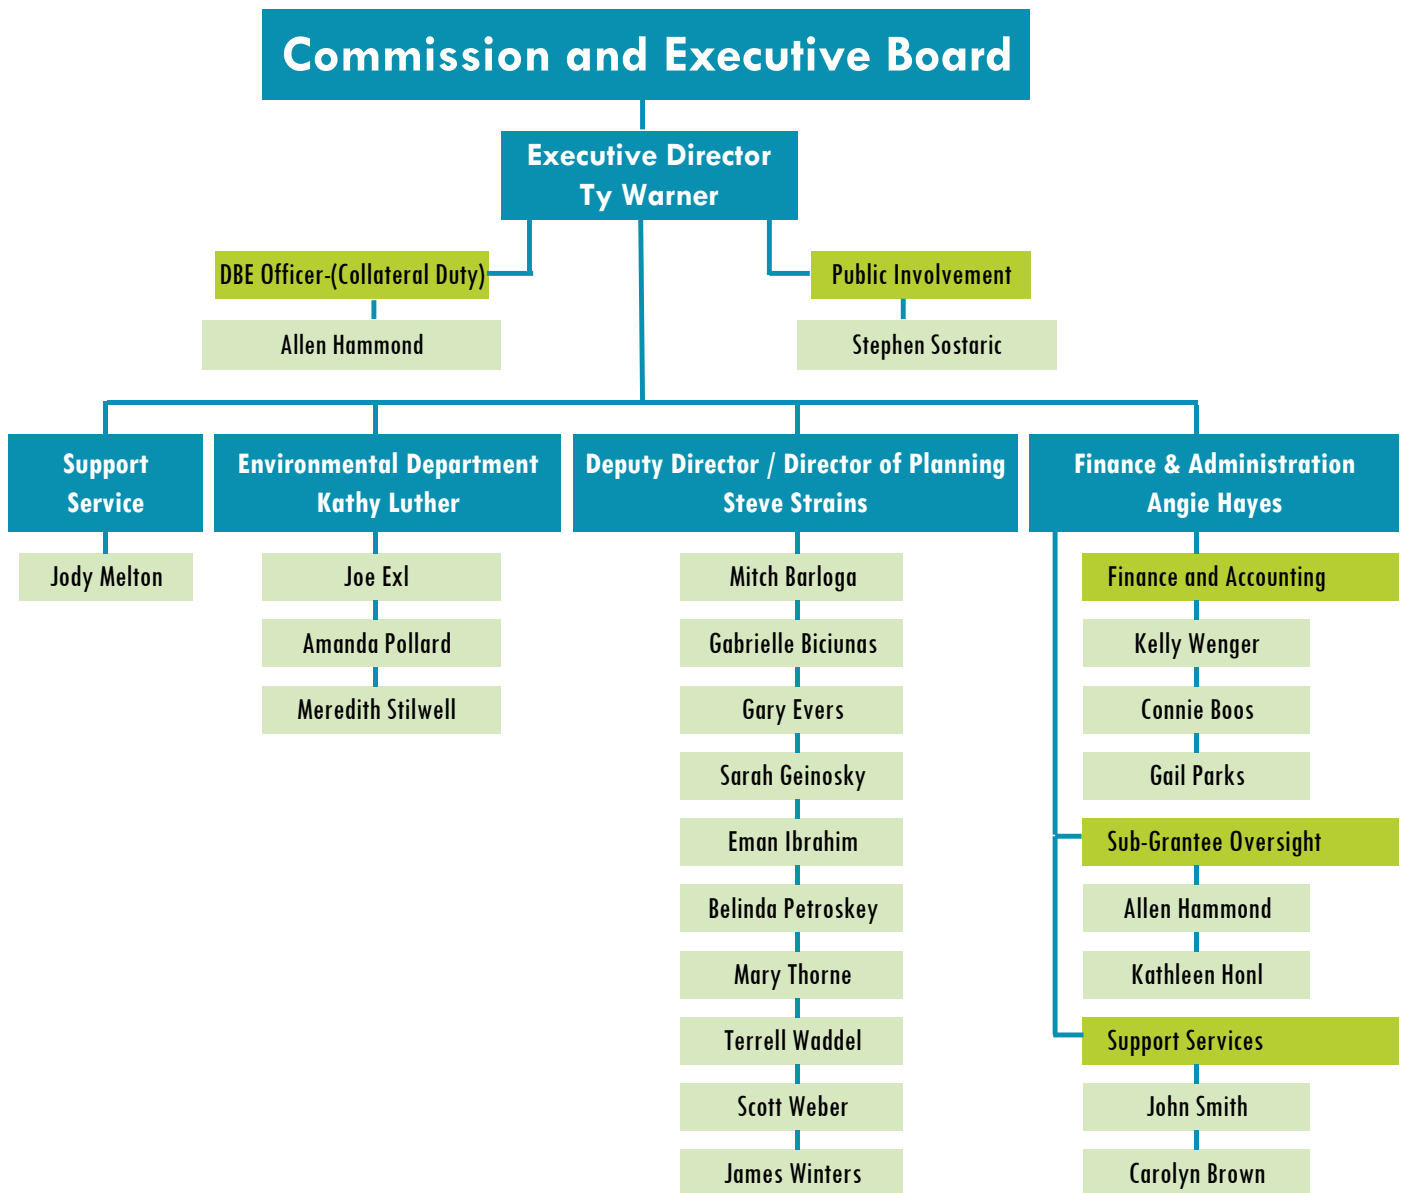 Commission and Executive Board
Executive Director
Ty Warner
DBE Officer-(Collateral Duty)
Allen Hammond
Public Involvement
Stephen Sostaric
Support
Service
Jody Melton
Environmental Department
Kathy Luther
Joe Exl
Amanda Pollard
Meredith Stilwell
Deputy Director / Director of Planning
Steve Strains
Mitch Barloga
Gabrielle Biciunas
Gary Evers
Sarah Geinosky
Eman Ibrahim
Belinda Petroskey
Mary Thorne
Terrell Waddel
Scott Weber
James Winters
Finance & Administration
Angie Hayes
Finance and Accounting
Kelly Wenger
Connie Boos
Gail Parks
Sub-Grantee Oversight
Allen Hammond
Kathleen Honl
Support Services
John Smith
Carolyn Brown